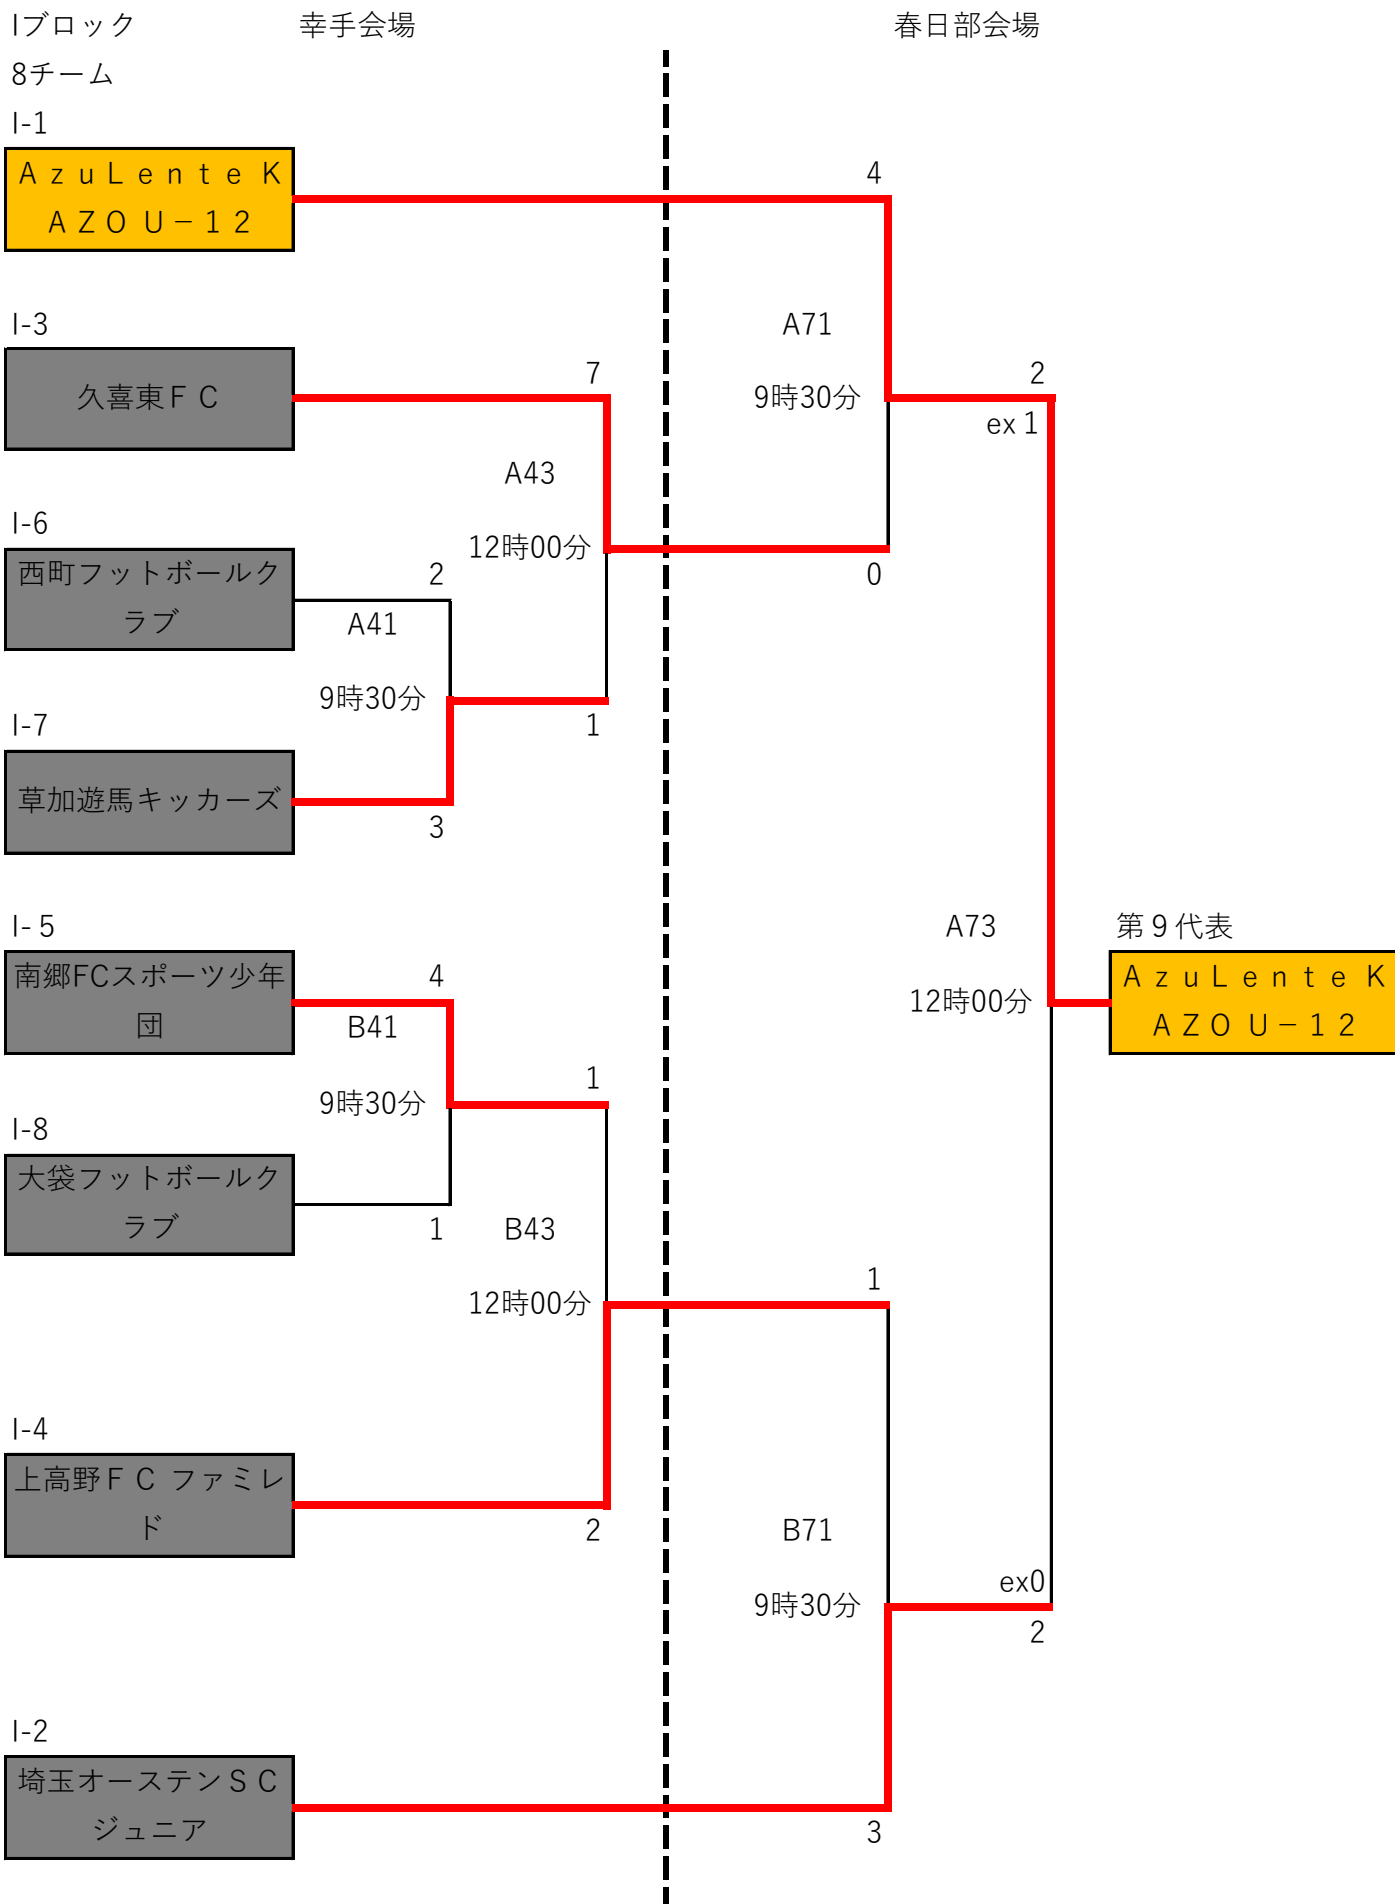 Iブロック 幸手会場 春日部会場
8チーム
I-1
ＡｚｕＬｅｎｔｅ Ｋ
ＡＺＯ Ｕ－１２
4
I-3
A71
久喜東ＦＣ
7
9時30分
2
ex 1
A43
I-6
12時00分
西町フットボールク
ラブ
2
0
A41
9時30分
I-7
1
草加遊馬キッカーズ
3
I- 5
A73
第９代表
南郷FCスポーツ少年
団
4
ＡｚｕＬｅｎｔｅ Ｋ
ＡＺＯ Ｕ－１２
12時00分
B41
1
9時30分
I-8
大袋フットボールク
ラブ
1
B43
1
12時00分
I-4
上高野ＦＣ ファミレ
ド
2
B71
ex0
9時30分
2
I-2
埼玉オーステンＳＣ
ジュニア
3